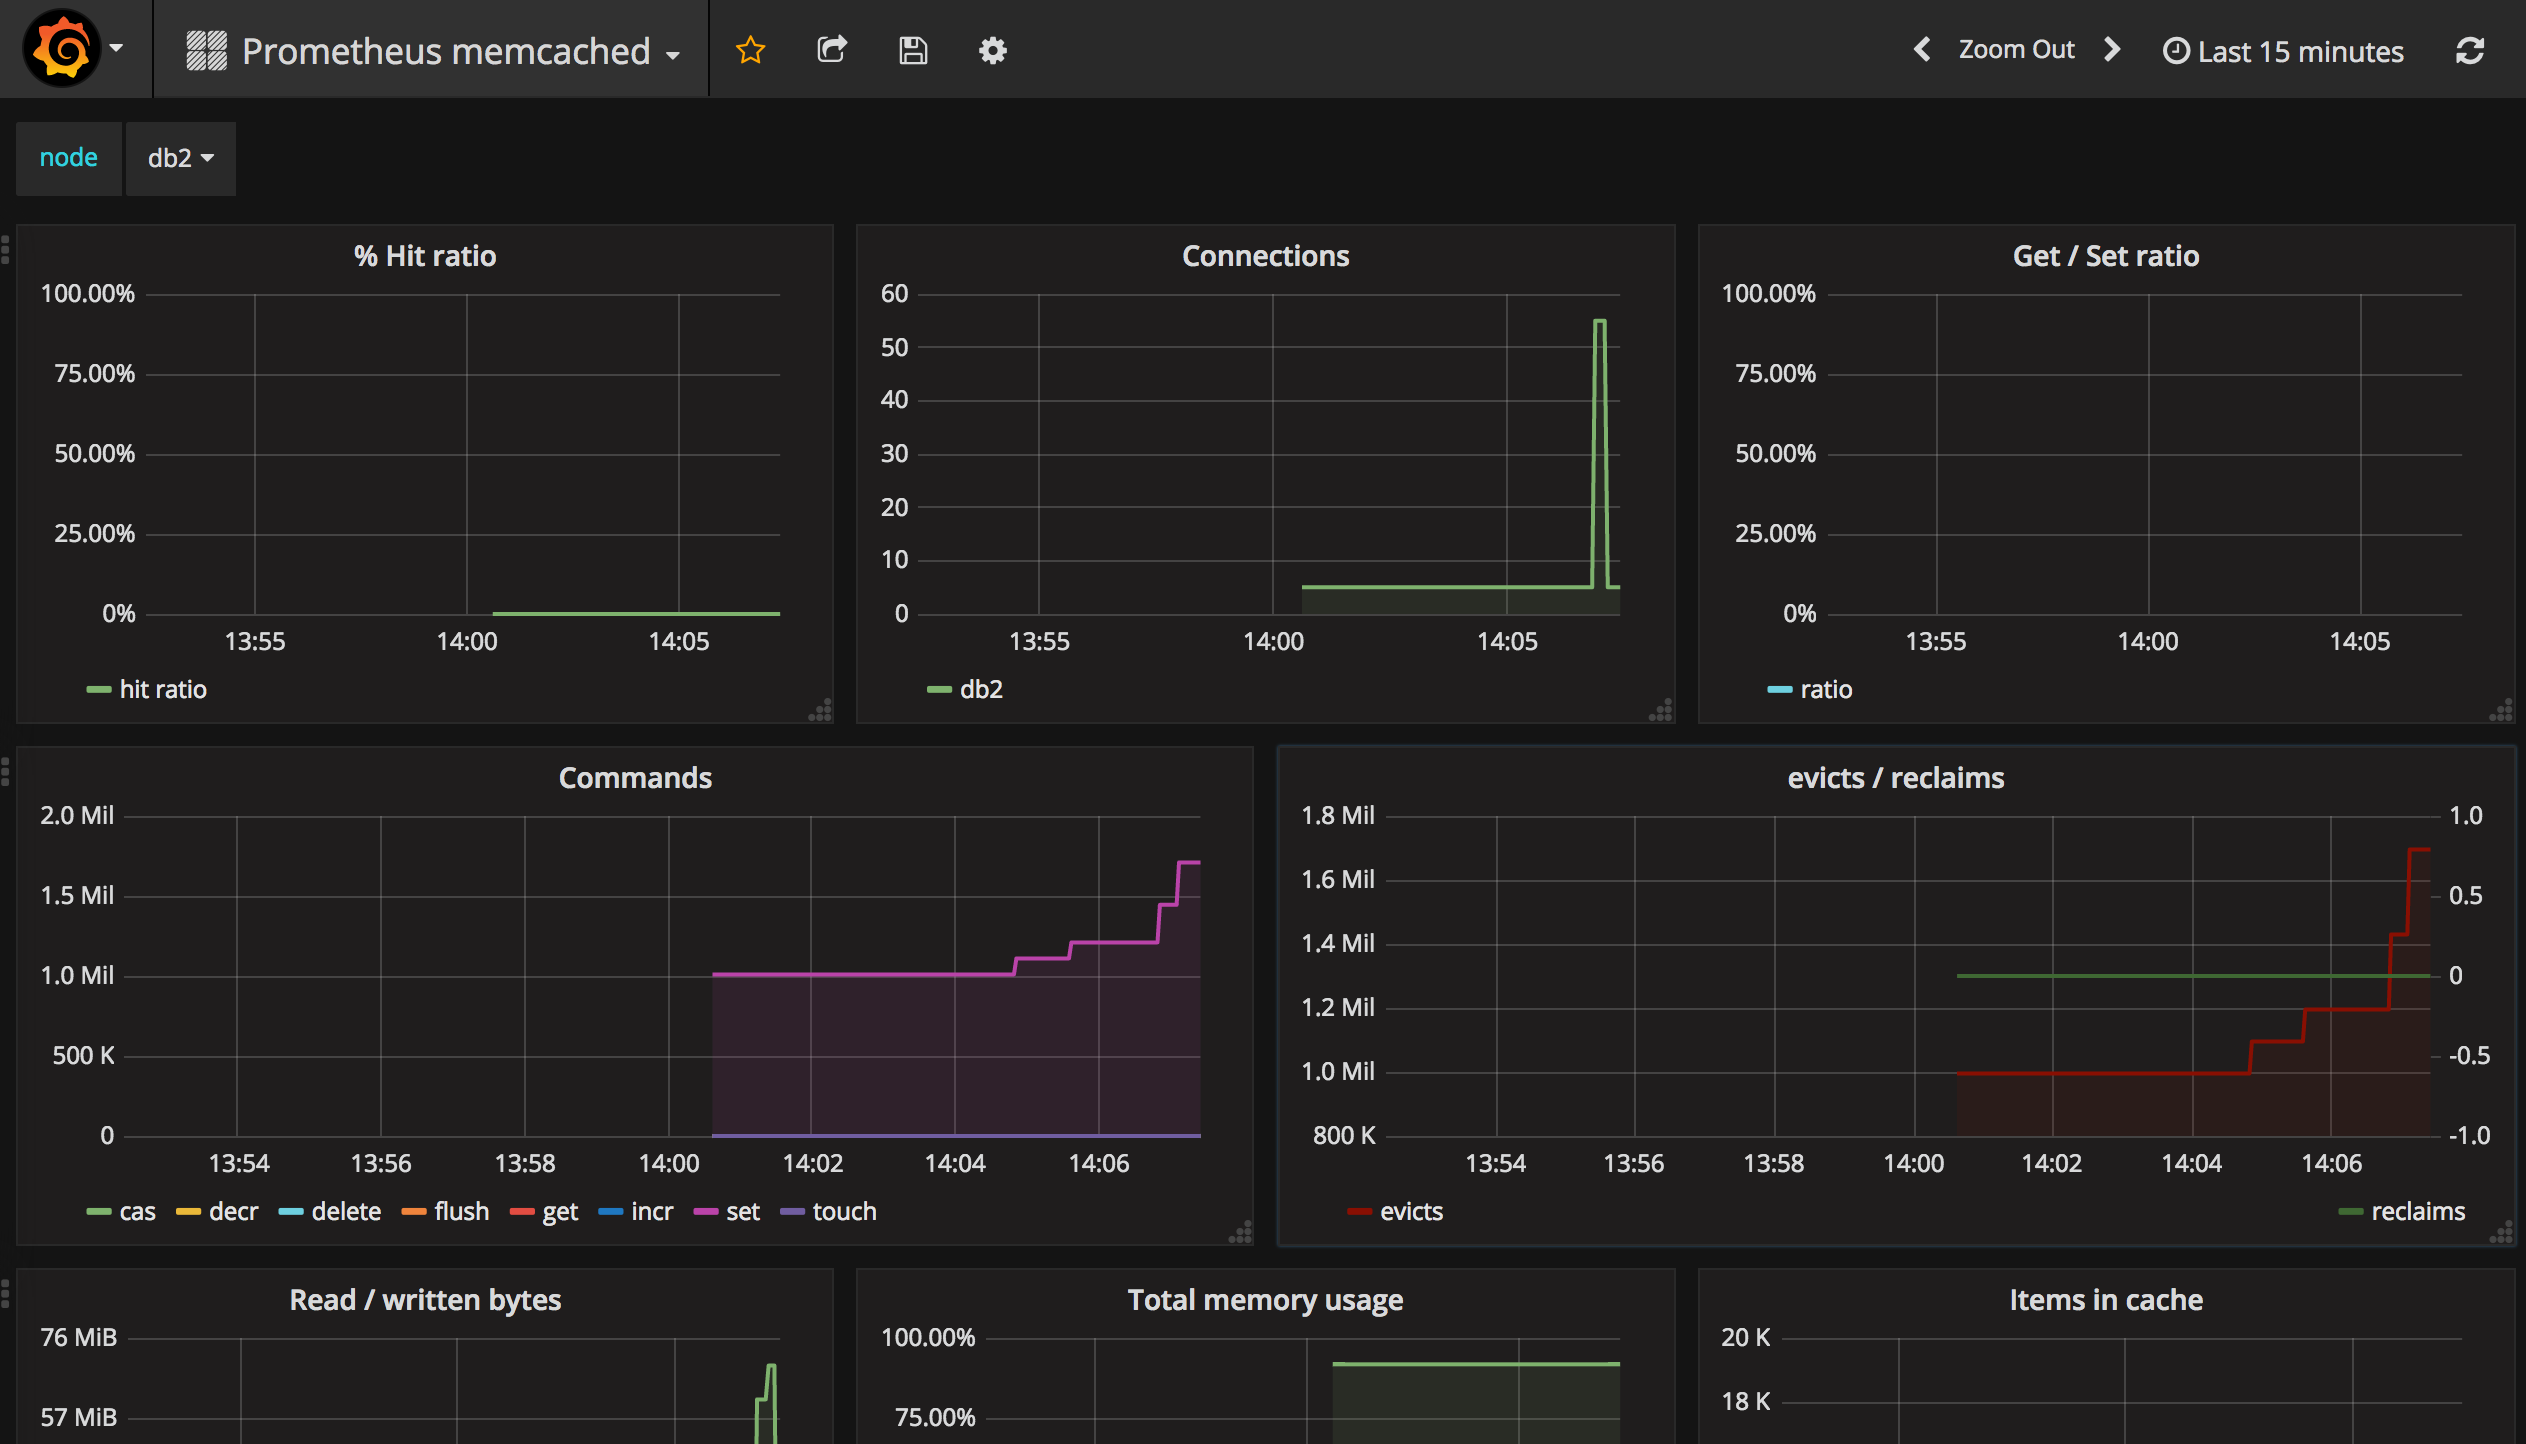 Prometheus memcached
Zoom Out
Last 15 minutes
node
db2
% Hit ratio
100.00%
75.00%
50.00%
25.00%
0%
13:55 14:00 14:05
hit ratio
Connections
60
50
40
30
20
10
0
13:55 14:00 14:05
db2
Get / Set ratio
100.00%
75.00%
50.00%
25.00%
0%
13:55 14:00 14:05
ratio
Commands
2.0 Mil
1.5 Mil
1.0 Mil
500 K
0
13:54 13:56 13:58 14:00 14:02 14:04 14:06
cas decr delete flush get incr set touch
evicts / reclaims
1.8 Mil
1.6 Mil
1.4 Mil
1.2 Mil
1.0 Mil
800 K
1.0
0.5
0
-0.5
-1.0
13:54 13:56 13:58 14:00 14:02 14:04 14:06
evicts reclaims
Read / written bytes
76 MiB
57 MiB
Total memory usage
100.00%
75.00%
Items in cache
20 K
18 K